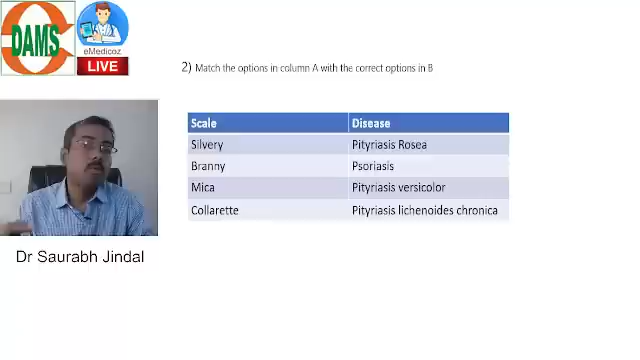 DAMS
eMedicoz
LIVE
2) Match the options in column A with the correct options in B
Scale Disease
Silvery Pityriasis Rosea
Branny Psoriasis
Mica Pityriasis versicolor
Collarette Pityriasis lichenoides chronica
Dr Saurabh Jindal